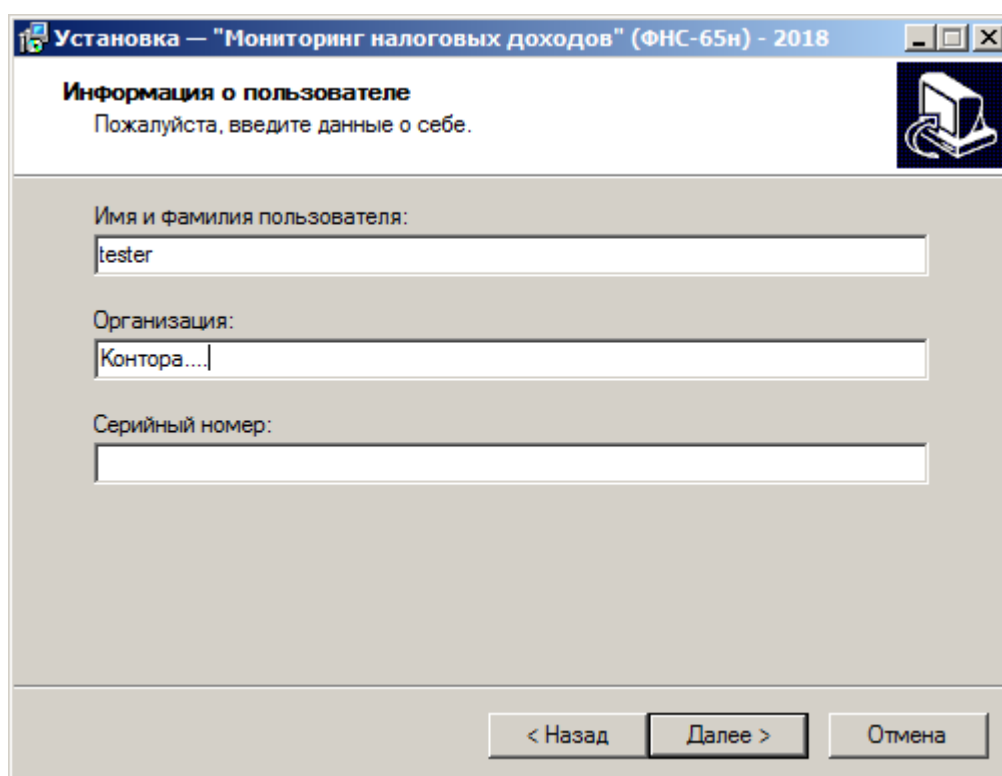 Установка — "Мониторинг налоговых доходов" (ФНС-65н) - 2018
Информация о пользователе
Пожалуйста, введите данные о себе.
Имя и фамилия пользователя:
tester
Организация:
Контора....
Серийный номер:
< Назад
Далее >
Отмена